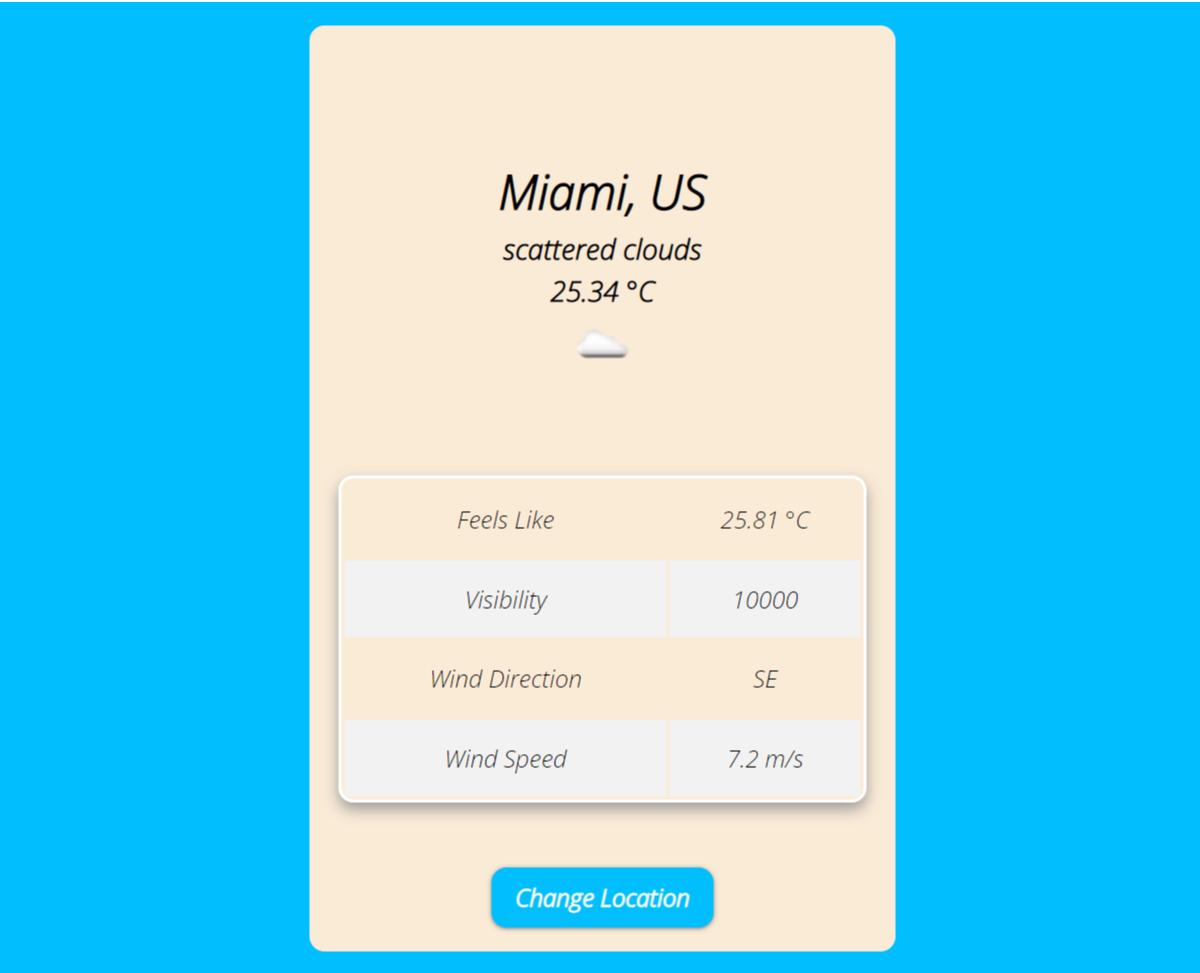 Miami, US
scattered clouds
25.34 °C
Feels Like 25.81 °C
Visibility 10000
Wind Direction SE
Wind Speed 7.2 m/s
Change Location